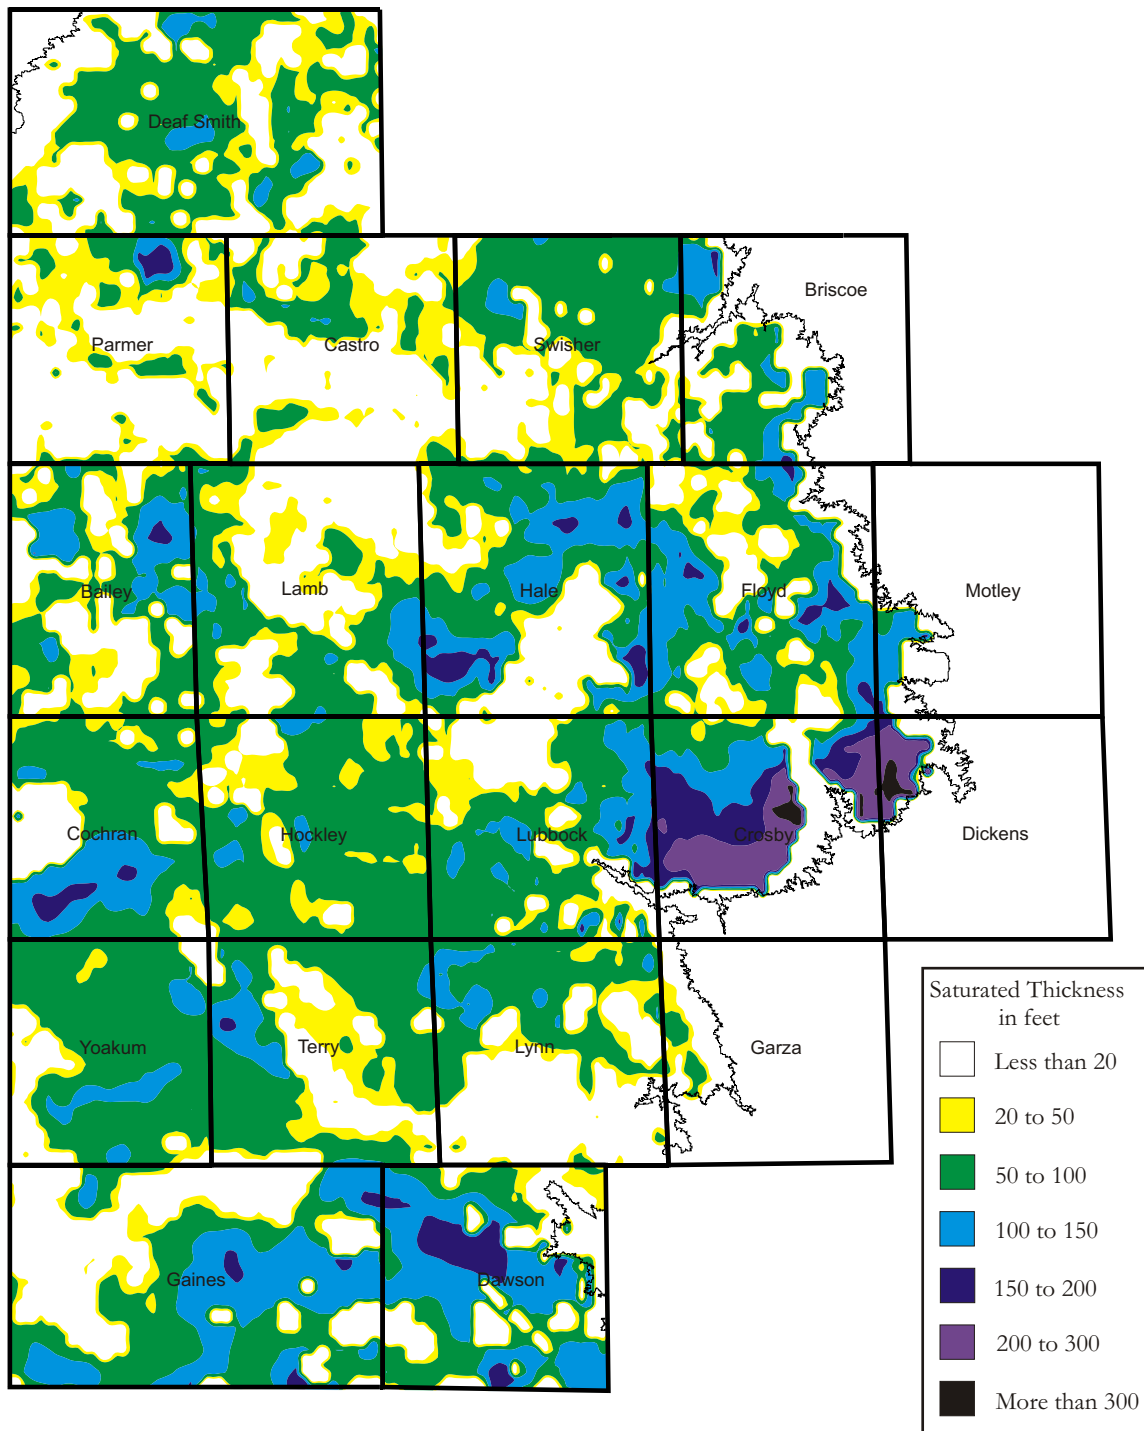 Deaf Smith
Briscoe
Parmer
Castro
Swisher
Bailey
Lamb
Hale
Floyd
Motley
Cochran
Hockley
Lubbock
Crosby
Dickens
Yoakum
Terry
Lynn
Garza
Gaines
Dawson
Saturated Thickness
in feet
Less than 20
20 to 50
50 to 100
100 to 150
150 to 200
200 to 300
More than 300